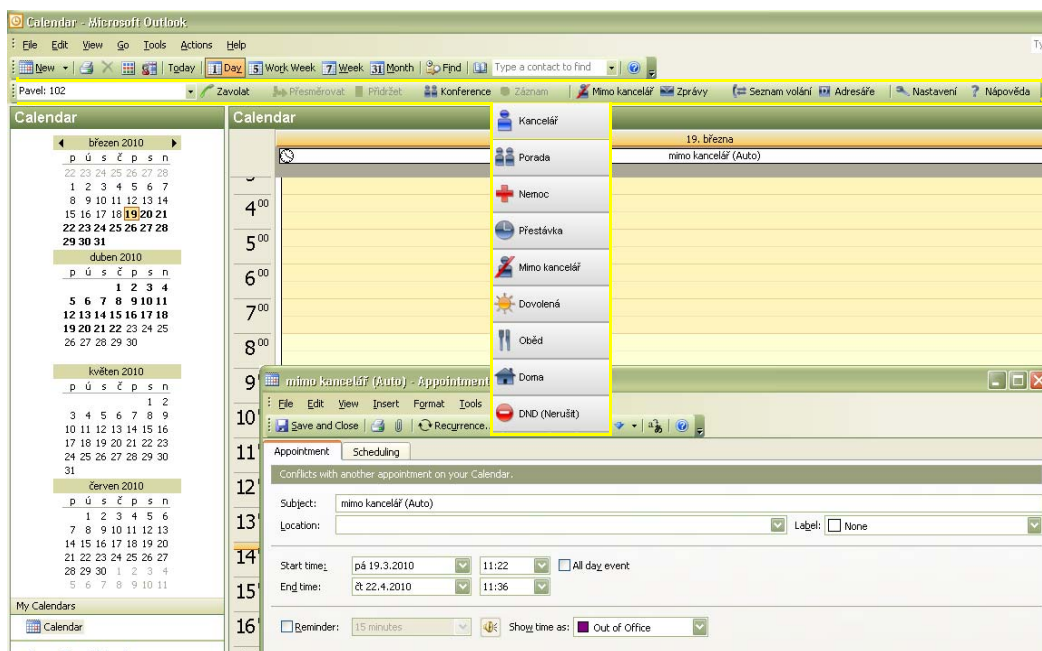 Calendar - Microsoft Outlook
File Edit View Go Tools Actions Help
New Today 1 Day 5 Work Week 7 Week 31 Month Find Type a contact to find
Pavel: 102 Zavolat Přesměrovat Přidržet Konference Záznam Mimo kancelář Zprávy Seznam volání Adresáře Nastavení Nápověda
Calendar
březen 2010
p ú s č p s n
22 23 24 25 26 27 28
1 2 3 4 5 6 7
8 9 10 11 12 13 14
15 16 17 18 19 20 21
22 23 24 25 26 27 28
29 30 31
duben 2010
p ú s č p s n
1 2 3 4
5 6 7 8 9 10 11
12 13 14 15 16 17 18
19 20 21 22 23 24 25
26 27 28 29 30
květen 2010
p ú s č p s n
1 2
3 4 5 6 7 8 9
10 11 12 13 14 15 16
17 18 19 20 21 22 23
24 25 26 27 28 29 30
31
červen 2010
p ú s č p s n
1 2 3 4 5 6
7 8 9 10 11 12 13
14 15 16 17 18 19 20
21 22 23 24 25 26 27
28 29 30 1 2 3 4
5 6 7 8 9 10 11
My Calendars
Calendar
Calendar
19. března
mimo kancelář (Auto)
4 00
5 00
6 00
7 00
8 00
9
10
11
12
13
14
15
16
Kancelář
Porada
Nemoc
Přestávka
Mimo kancelář
Dovolená
Oběd
Doma
DND (Nerušit)
mimo kancelář (Auto) - Appointment
File Edit View Insert Format Tools
Save and Close Recurrence..
Appointment Scheduling
Conflicts with another appointment on your Calendar.
Subject: mimo kancelář (Auto)
Location: Label: None
Start time: pá 19.3.2010 11:22 All day event
End time: čt 22.4.2010 11:36
Reminder: 15 minutes Show time as: Out of Office